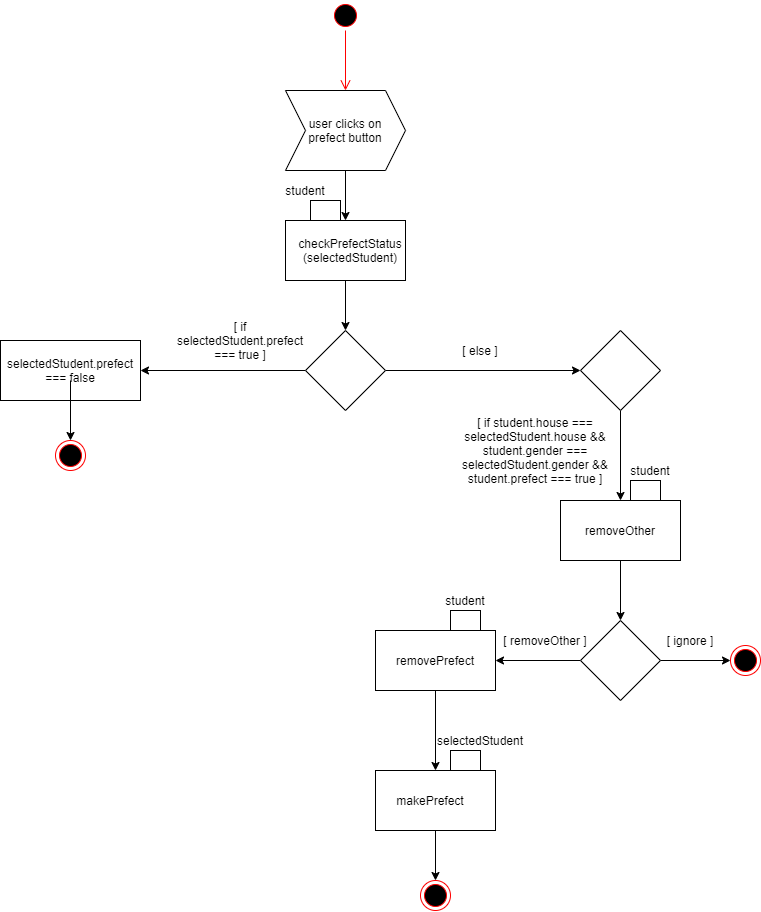 user clicks on
prefect button
student
checkPrefectStatus
(selectedStudent)
[ if
selectedStudent.prefect
=== true ]
[ else ]
selectedStudent.prefect
=== false
[ if student.house ===
selectedStudent.house &&
student.gender ===
selectedStudent.gender &&
student.prefect === true ]
student
removeOther
student
[ removeOther ]
[ ignore ]
removePrefect
selectedStudent
makePrefect